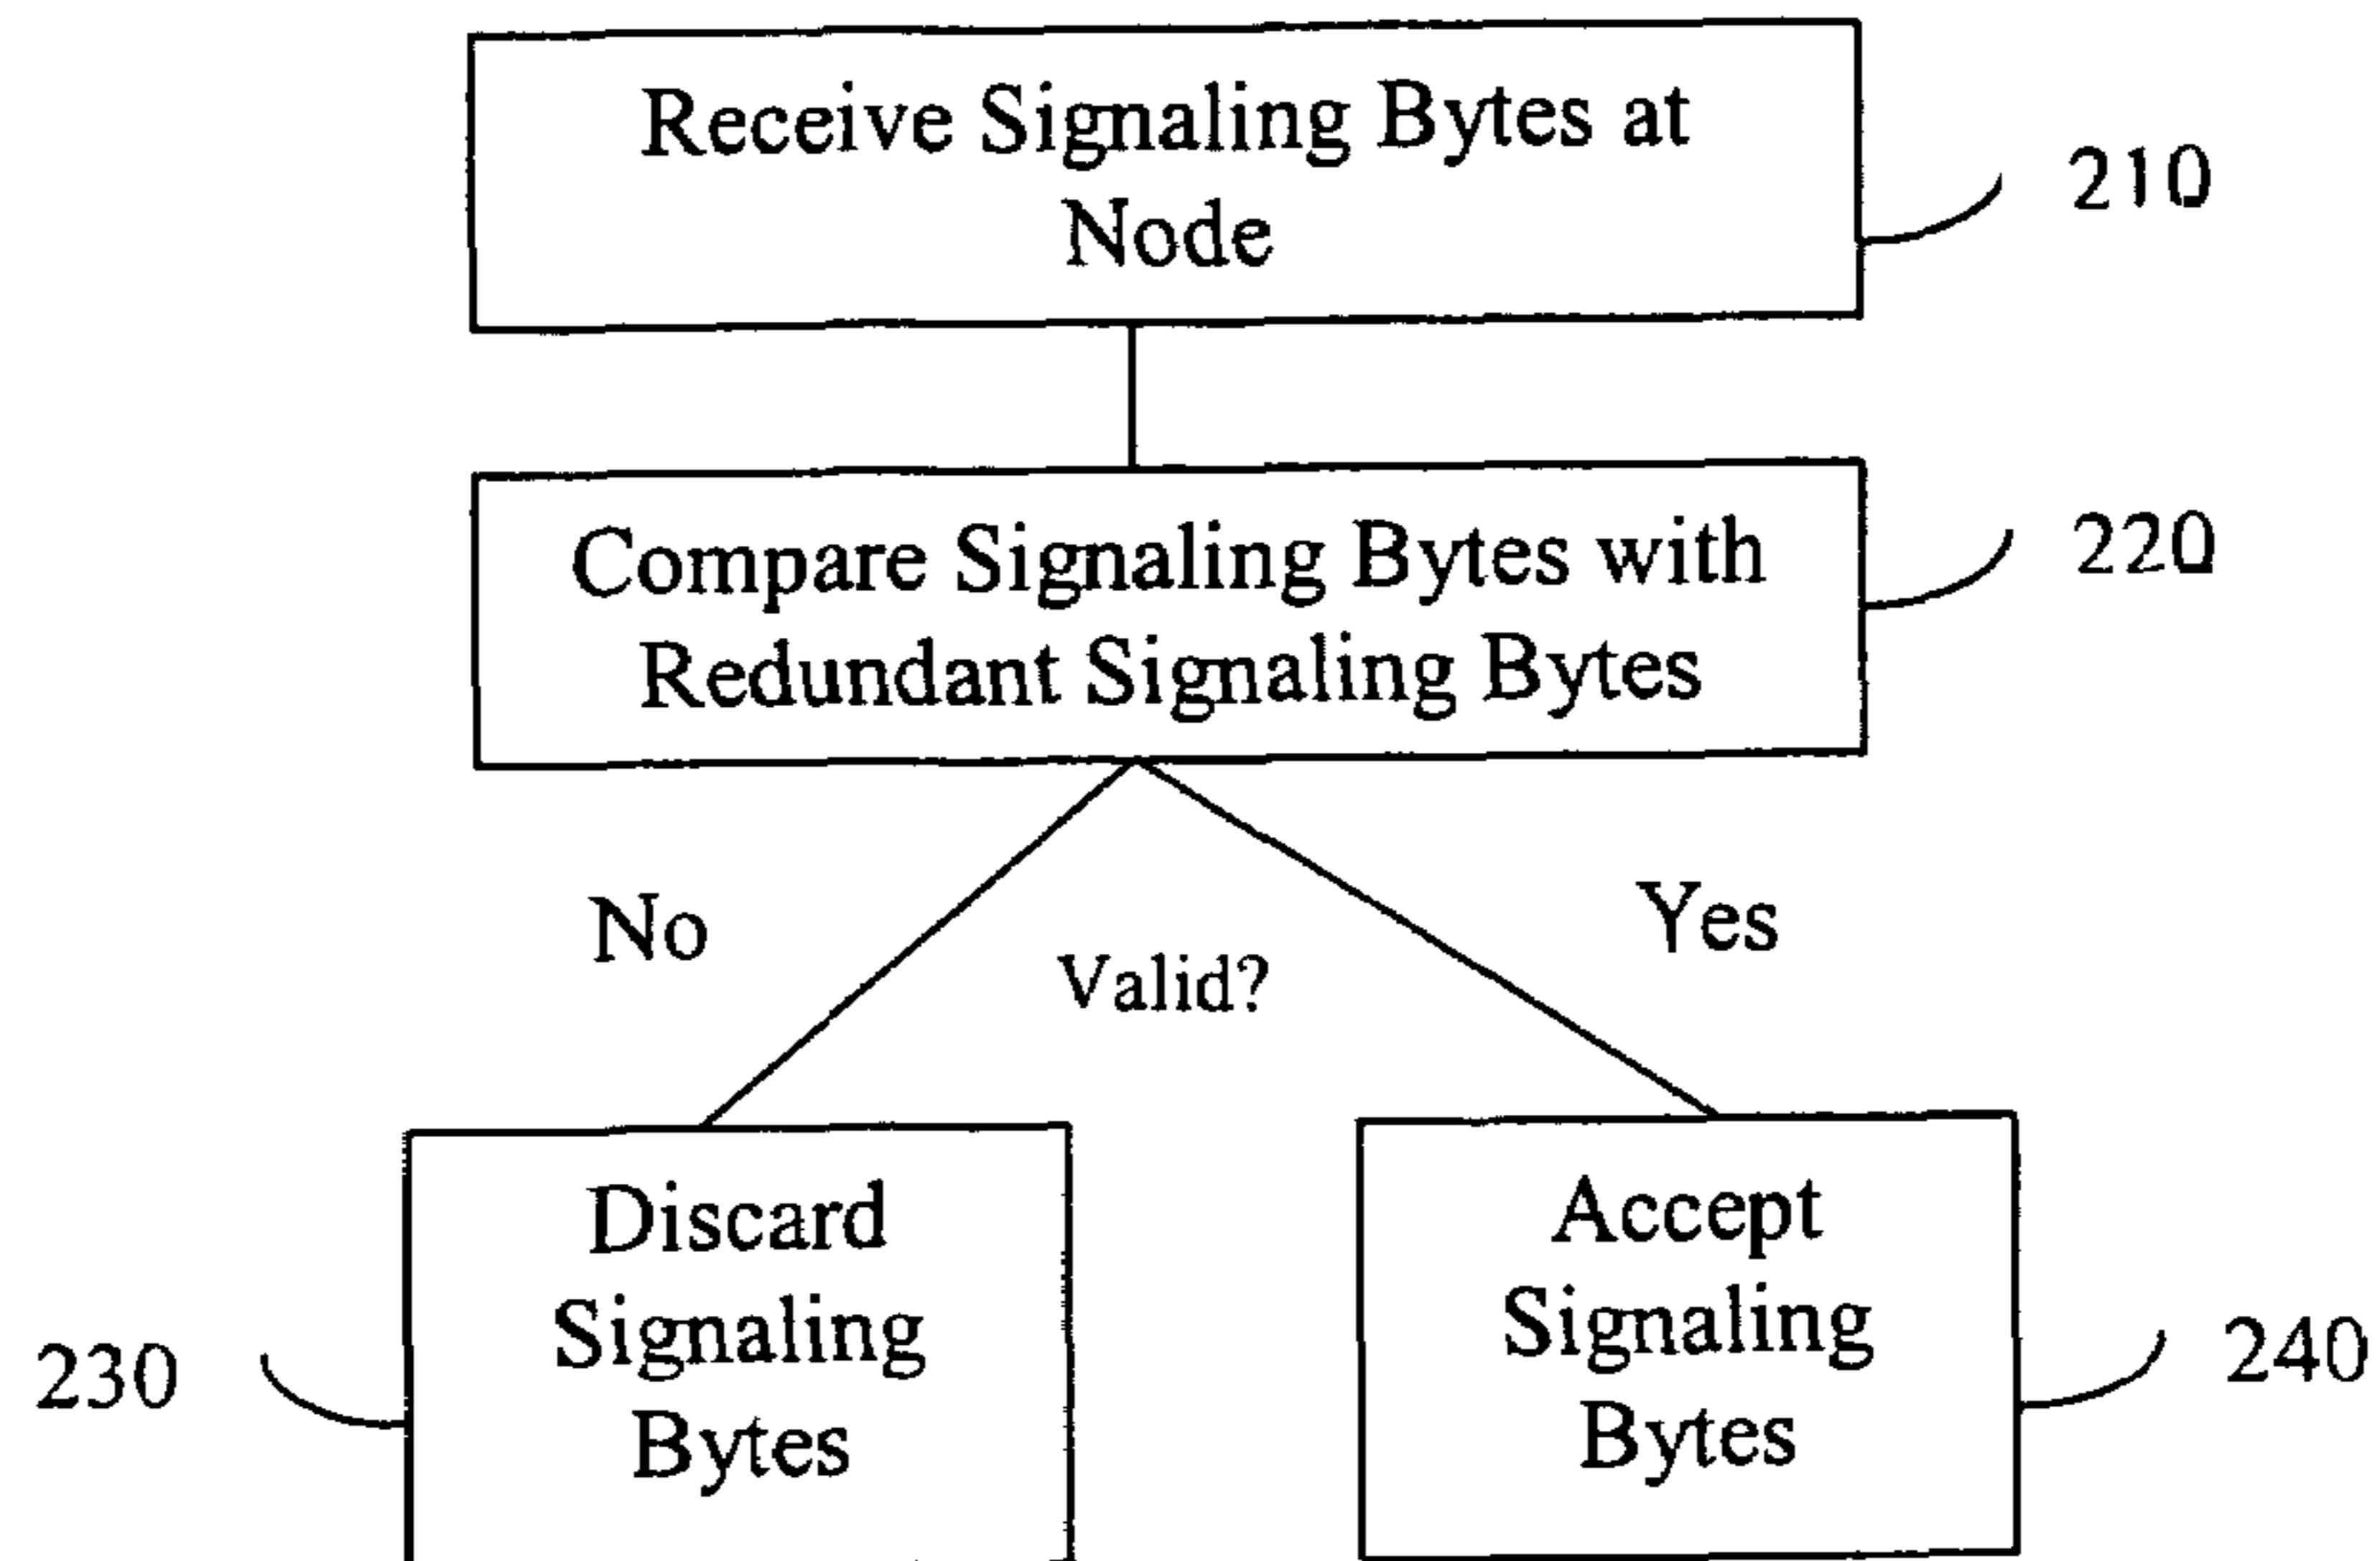 Receive Signaling Bytes at
Node
210
Compare Signaling Bytes with
Redundant Signaling Bytes
220
No
Valid?
Yes
Discard
Signaling
Bytes
230
Accept
Signaling
Bytes
240